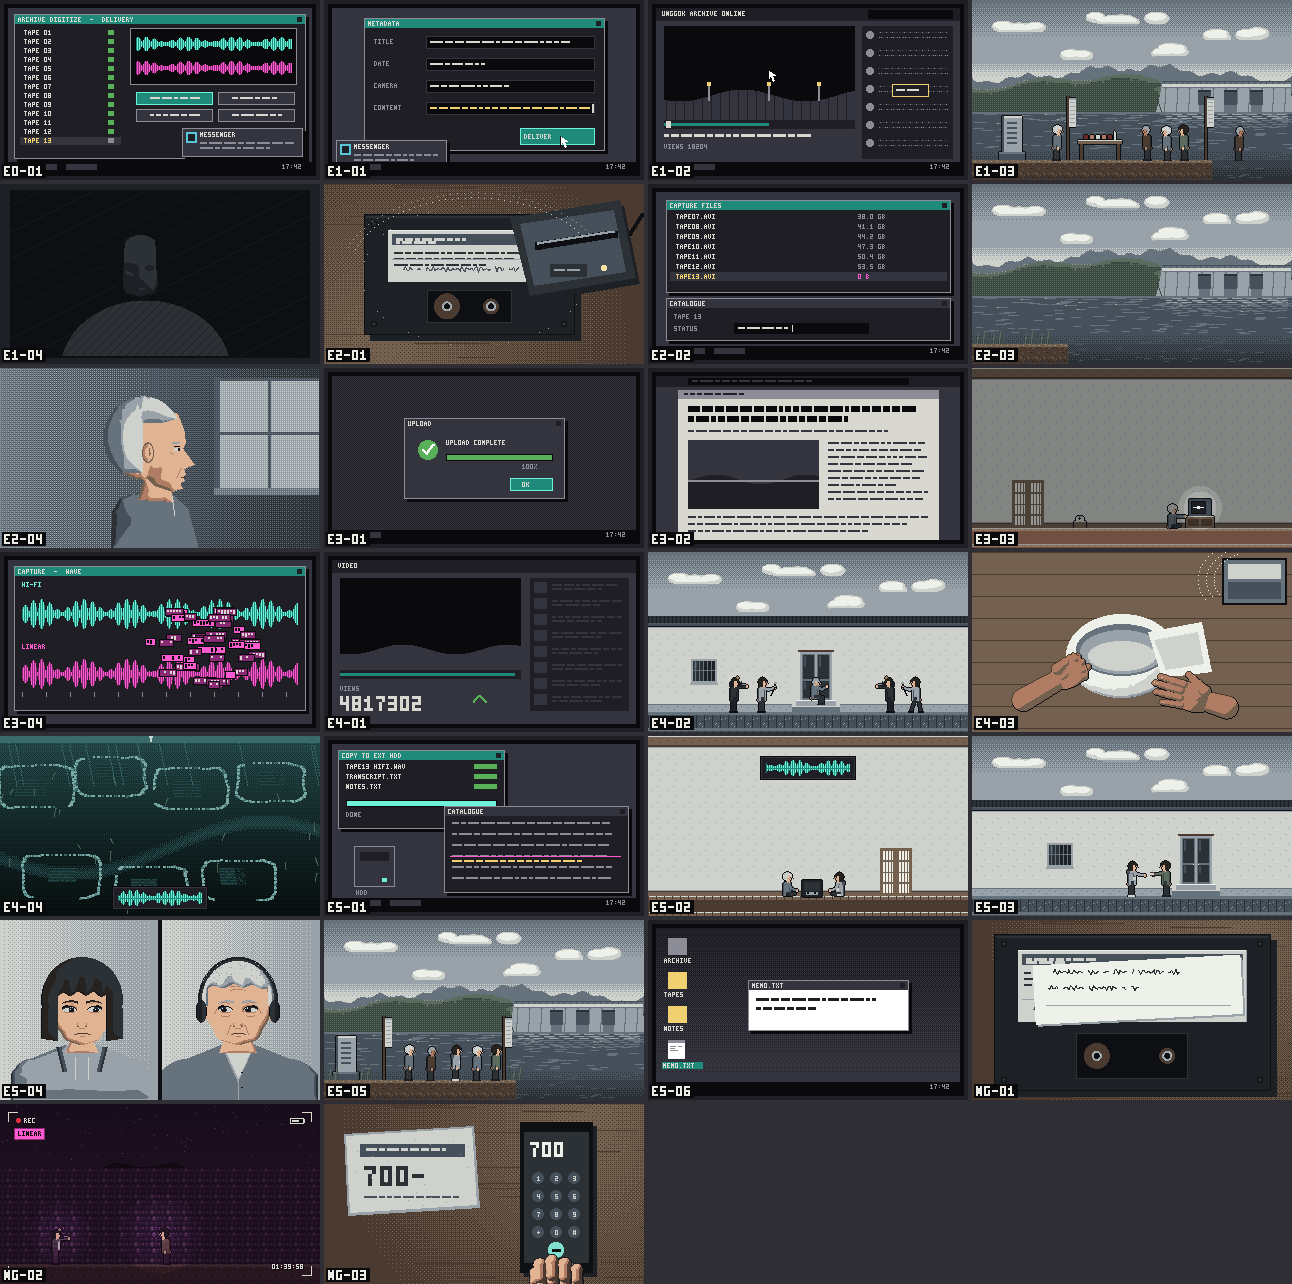 ARCHIVE DIGITIZE - DELIVERY
TAPE 01
TAPE 02
TAPE 03
TAPE 04
TAPE 05
TAPE 06
TAPE 07
TAPE 08
TAPE 09
TAPE 10
TAPE 11
TAPE 12
TAPE 13
MESSENGER
17:42
E0-01
METADATA
TITLE
DATE
CAMERA
CONTENT
DELIVER
MESSENGER
17:42
E1-01
UNGGOK ARCHIVE ONLINE
VIEWS 18204
17:42
E1-02
E1-03
E1-04
E2-01
CAPTURE FILES
TAPE07.AVI 38.0 GB
TAPE08.AVI 41.1 GB
TAPE09.AVI 44.2 GB
TAPE10.AVI 47.3 GB
TAPE11.AVI 50.4 GB
TAPE12.AVI 53.5 GB
TAPE13.AVI 0 B
CATALOGUE
TAPE 13
STATUS
17:42
E2-02
E2-03
E2-04
UPLOAD
UPLOAD COMPLETE
100%
OK
17:42
E3-01
E3-02
E3-03
CAPTURE - WAVE
HI-FI
LINEAR
E3-04
VIDEO
VIEWS
4817302
E4-01
E4-02
E4-03
E4-04
COPY TO EXT HDD
TAPE13 HIFI.WAV
TRANSCRIPT.TXT
NOTES.TXT
DONE
CATALOGUE
HDD
17:42
E5-01
E5-02
E5-03
E5-04
E5-05
ARCHIVE
TAPES
NOTES
MEMO.TXT
MEMO.TXT
17:42
E5-06
NG-01
REC
LINEAR
01:39:58
NG-02
700-
700
1 2 3
4 5 6
7 8 9
* 0 #
NG-03